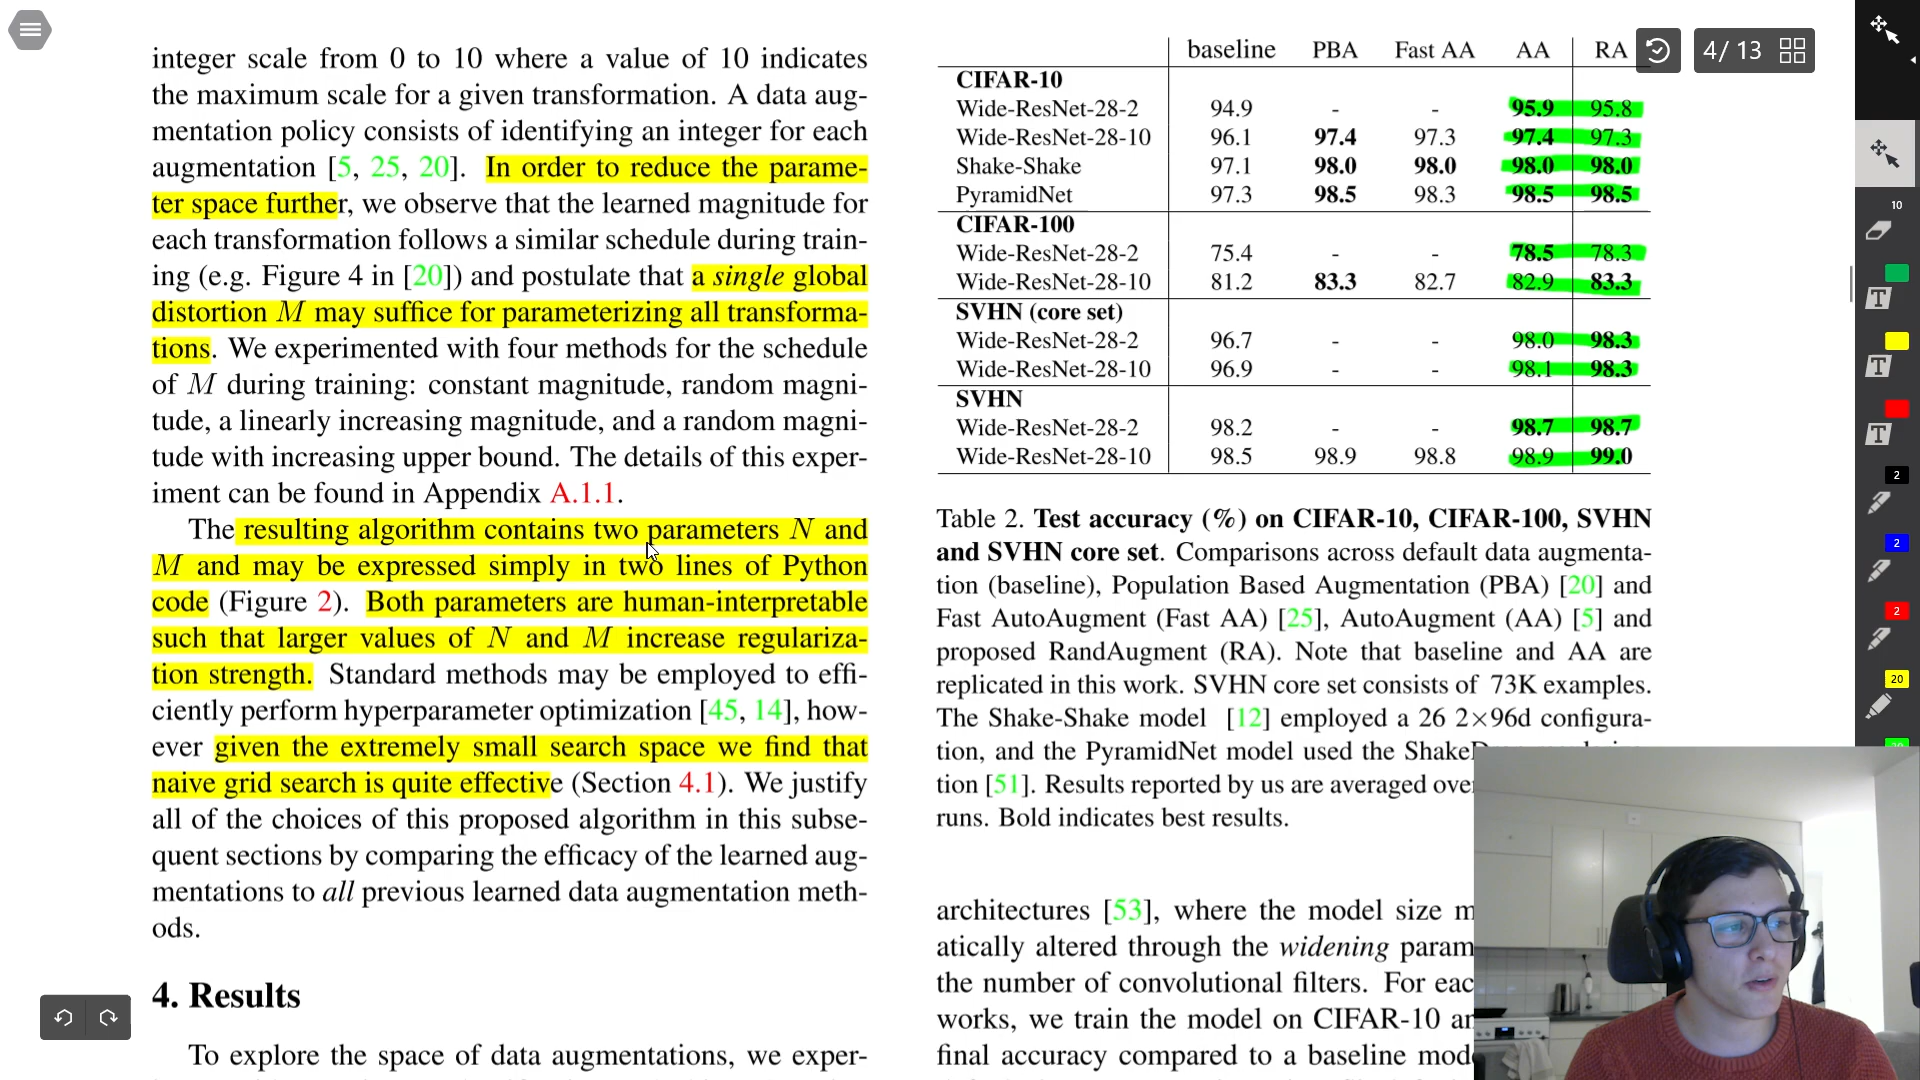 integer scale from 0 to 10 where a value of 10 indicates
the maximum scale for a given transformation. A data aug-
mentation policy consists of identifying an integer for each
augmentation [5, 25, 20]. In order to reduce the parame-
ter space further, we observe that the learned magnitude for
each transformation follows a similar schedule during train-
ing (e.g. Figure 4 in [20]) and postulate that a single global
distortion M may suffice for parameterizing all transforma-
tions. We experimented with four methods for the schedule
of M during training: constant magnitude, random magni-
tude, a linearly increasing magnitude, and a random magni-
tude with increasing upper bound. The details of this exper-
iment can be found in Appendix A.1.1.
The resulting algorithm contains two parameters N and
M and may be expressed simply in two lines of Python
code (Figure 2). Both parameters are human-interpretable
such that larger values of N and M increase regulariza-
tion strength. Standard methods may be employed to effi-
ciently perform hyperparameter optimization [45, 14], how-
ever given the extremely small search space we find that
naive grid search is quite effective (Section 4.1). We justify
all of the choices of this proposed algorithm in this subse-
quent sections by comparing the efficacy of the learned aug-
mentations to all previous learned data augmentation meth-
ods.
4. Results
To explore the space of data augmentations, we exper-
baseline PBA Fast AA AA RA
CIFAR-10
Wide-ResNet-28-2 94.9 - - 95.9 95.8
Wide-ResNet-28-10 96.1 97.4 97.3 97.4 97.3
Shake-Shake 97.1 98.0 98.0 98.0 98.0
PyramidNet 97.3 98.5 98.3 98.5 98.5
CIFAR-100
Wide-ResNet-28-2 75.4 - - 78.5 78.3
Wide-ResNet-28-10 81.2 83.3 82.7 82.9 83.3
SVHN (core set)
Wide-ResNet-28-2 96.7 - - 98.0 98.3
Wide-ResNet-28-10 96.9 - - 98.1 98.3
SVHN
Wide-ResNet-28-2 98.2 - - 98.7 98.7
Wide-ResNet-28-10 98.5 98.9 98.8 98.9 99.0
Table 2. Test accuracy (%) on CIFAR-10, CIFAR-100, SVHN
and SVHN core set. Comparisons across default data augmenta-
tion (baseline), Population Based Augmentation (PBA) [20] and
Fast AutoAugment (Fast AA) [25], AutoAugment (AA) [5] and
proposed RandAugment (RA). Note that baseline and AA are
replicated in this work. SVHN core set consists of 73K examples.
The Shake-Shake model [12] employed a 26 2×96d configura-
tion, and the PyramidNet model used the
tion [51]. Results reported by us are averaged over
runs. Bold indicates best results.
architectures [53], where the model size
atically altered through the widening
the number of convolutional filters. For
works, we train the model on CIFAR-10
final accuracy compared to a baseline
4 / 13
10
T
T
T
2
2
2
20